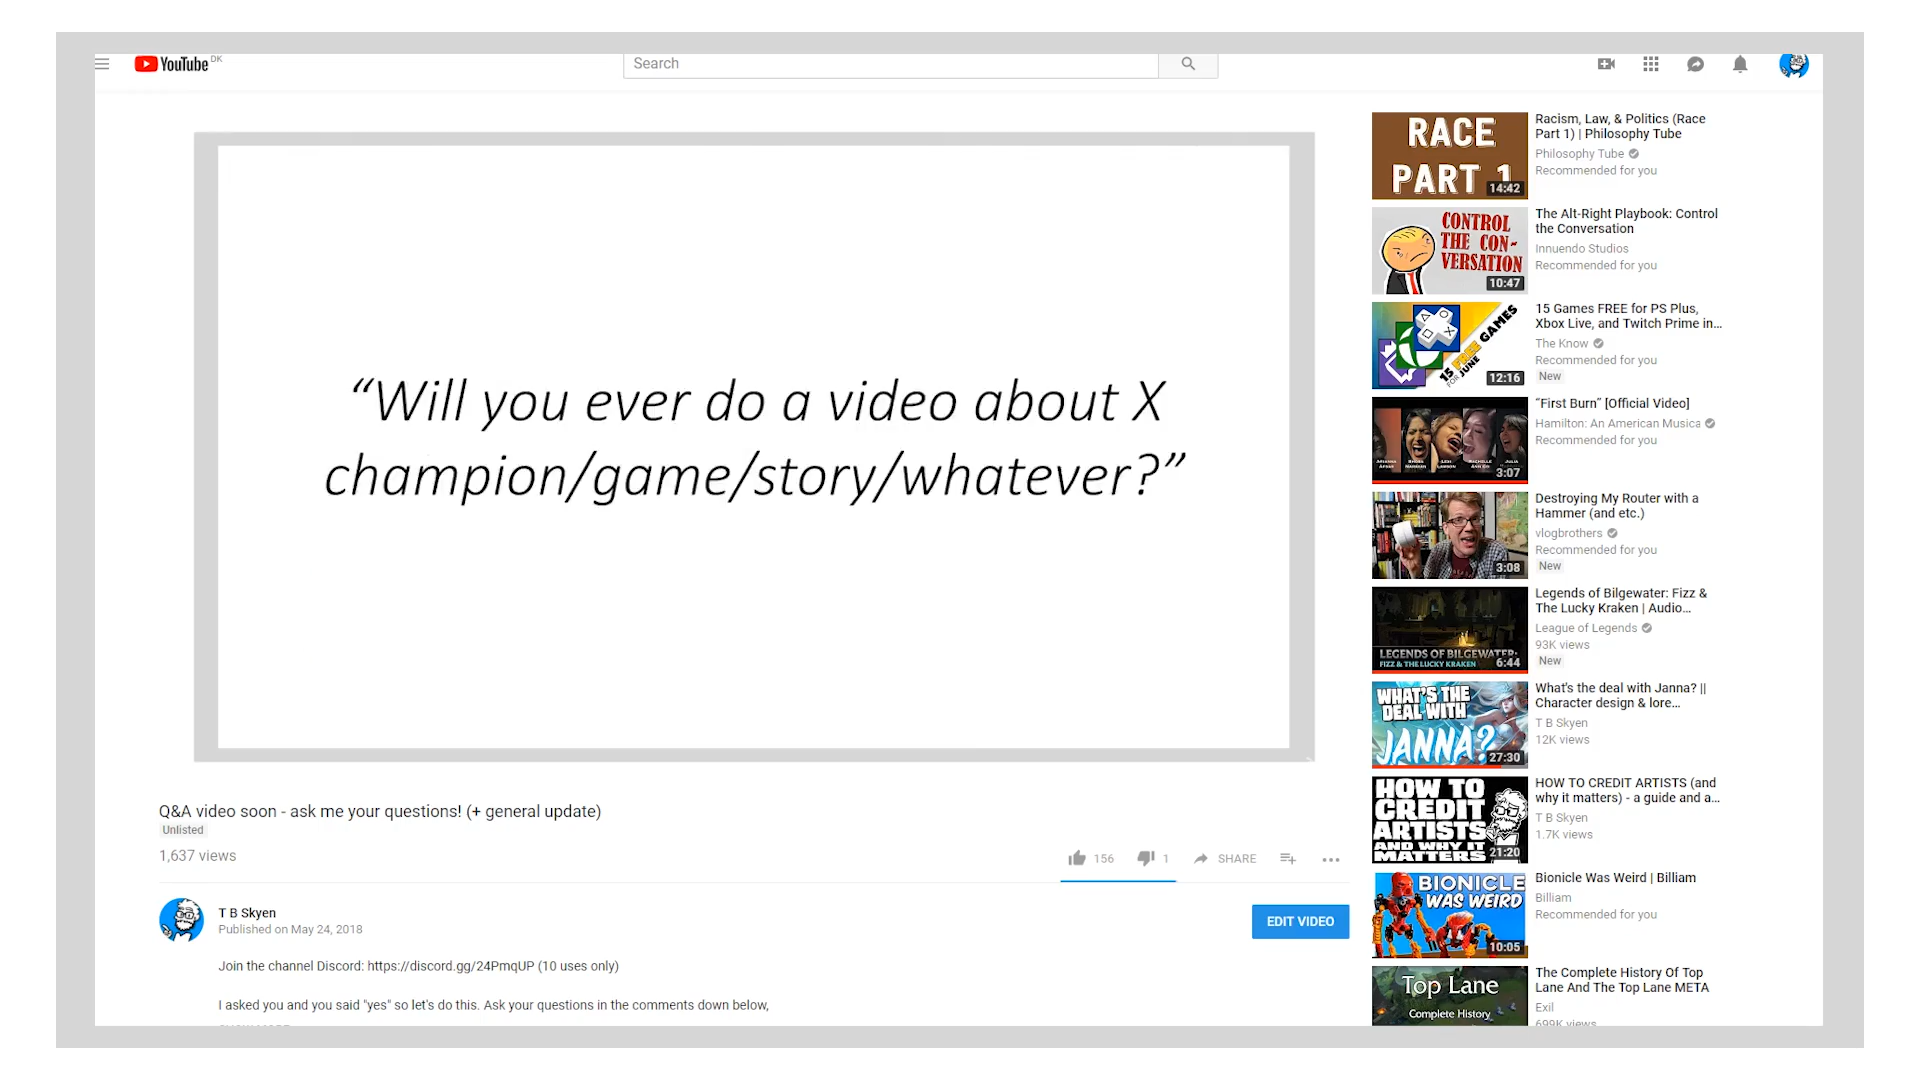 YouTube DK
Search
“Will you ever do a video about X
champion/game/story/whatever?”
Q&A video soon - ask me your questions! (+ general update)
Unlisted
1,637 views
156
1
SHARE
T B Skyen
Published on May 24, 2018
EDIT VIDEO
Join the channel Discord: https://discord.gg/24PmqUP (10 uses only)
I asked you and you said "yes" so let's do this. Ask your questions in the comments down below,
RACE
PART 1
14:42
Racism, Law, & Politics (Race
Part 1) | Philosophy Tube
Philosophy Tube
Recommended for you
CONTROL
THE CON-
VERSATION
10:47
The Alt-Right Playbook: Control
the Conversation
Innuendo Studios
Recommended for you
15 FREE GAMES
FOR JUNE
12:16
15 Games FREE for PS Plus,
Xbox Live, and Twitch Prime in...
The Know
Recommended for you
New
3:07
“First Burn” [Official Video]
Hamilton: An American Musica
Recommended for you
3:08
Destroying My Router with a
Hammer (and etc.)
vlogbrothers
Recommended for you
New
LEGENDS OF BILGEWATER:
FIZZ & THE LUCKY KRAKEN
6:44
Legends of Bilgewater: Fizz &
The Lucky Kraken | Audio...
League of Legends
93K views
New
WHAT'S THE
DEAL WITH
JANNA?
27:30
What's the deal with Janna? ||
Character design & lore...
T B Skyen
12K views
HOW TO
CREDIT
ARTISTS
AND WHY IT
MATTERS
21:20
HOW TO CREDIT ARTISTS (and
why it matters) - a guide and a...
T B Skyen
1.7K views
BIONICLE
WAS WEIRD
10:05
Bionicle Was Weird | Billiam
Billiam
Recommended for you
Top Lane
Complete History
The Complete History Of Top
Lane And The Top Lane META
Exil
699K views